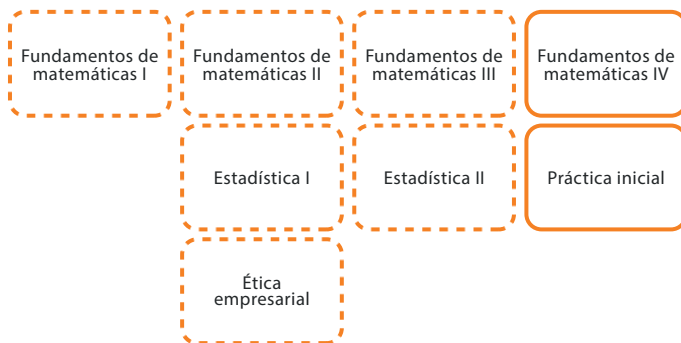 Fundamentos de
matemáticas I
Fundamentos de
matemáticas II
Fundamentos de
matemáticas III
Fundamentos de
matemáticas IV
Estadística I
Estadística II
Práctica inicial
Ética
empresarial